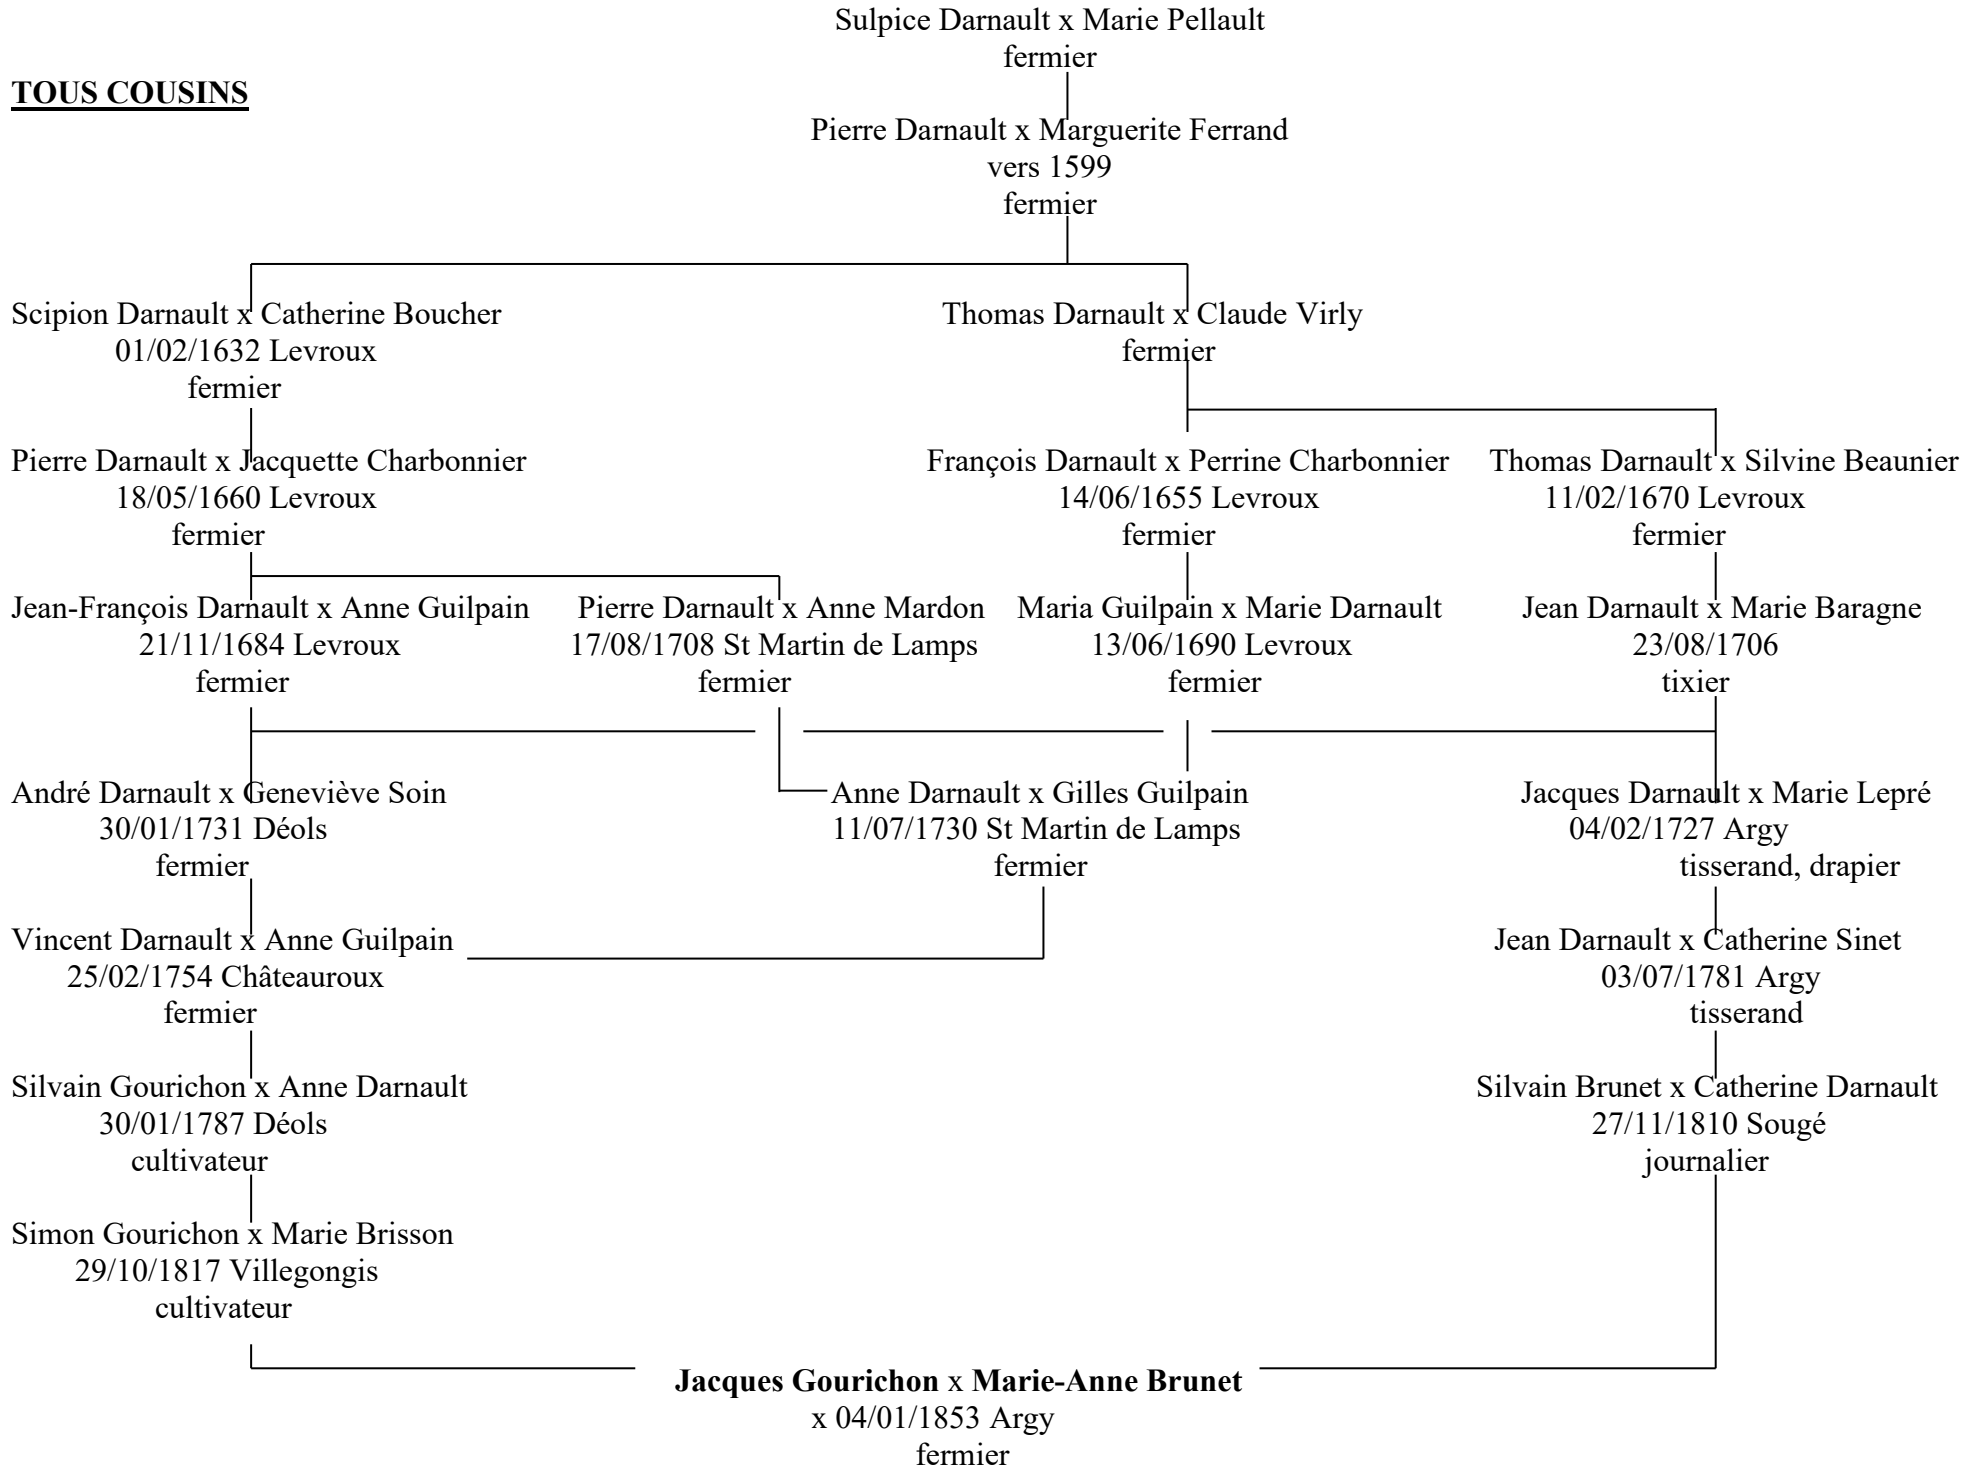 Sulpice Darnault x Marie Pellault
fermier
TOUS COUSINS
Pierre Darnault x Marguerite Ferrand
vers 1599
fermier
Scipion Darnault x Catherine Boucher
01/02/1632 Levroux
fermier
Thomas Darnault x Claude Virly
fermier
Pierre Darnault x Jacquette Charbonnier
18/05/1660 Levroux
fermier
François Darnault x Perrine Charbonnier
14/06/1655 Levroux
fermier
Thomas Darnault x Silvine Beaunier
11/02/1670 Levroux
fermier
Jean-François Darnault x Anne Guilpain
21/11/1684 Levroux
fermier
Pierre Darnault x Anne Mardon
17/08/1708 St Martin de Lamps
fermier
Maria Guilpain x Marie Darnault
13/06/1690 Levroux
fermier
Jean Darnault x Marie Baragne
23/08/1706
tixier
André Darnault x Geneviève Soin
30/01/1731 Déols
fermier
Anne Darnault x Gilles Guilpain
11/07/1730 St Martin de Lamps
fermier
Jacques Darnault x Marie Lepré
04/02/1727 Argy
tisserand, drapier
Vincent Darnault x Anne Guilpain
25/02/1754 Châteauroux
fermier
Jean Darnault x Catherine Sinet
03/07/1781 Argy
tisserand
Silvain Gourichon x Anne Darnault
30/01/1787 Déols
cultivateur
Silvain Brunet x Catherine Darnault
27/11/1810 Sougé
journalier
Simon Gourichon x Marie Brisson
29/10/1817 Villegongis
cultivateur
Jacques Gourichon x Marie-Anne Brunet
x 04/01/1853 Argy
fermier